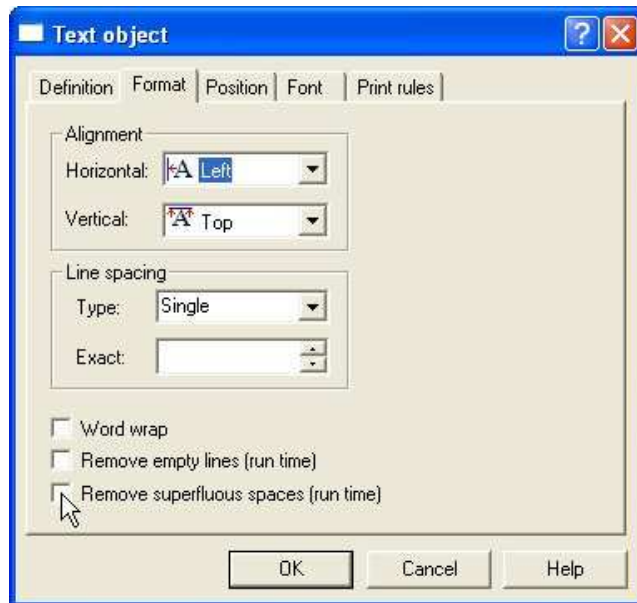 Text object
Definition Format Position Font Print rules
Alignment
Horizontal: A Left
Vertical: A Top
Line spacing
Type: Single
Exact:
Word wrap
Remove empty lines (run time)
Remove superfluous spaces (run time)
OK Cancel Help